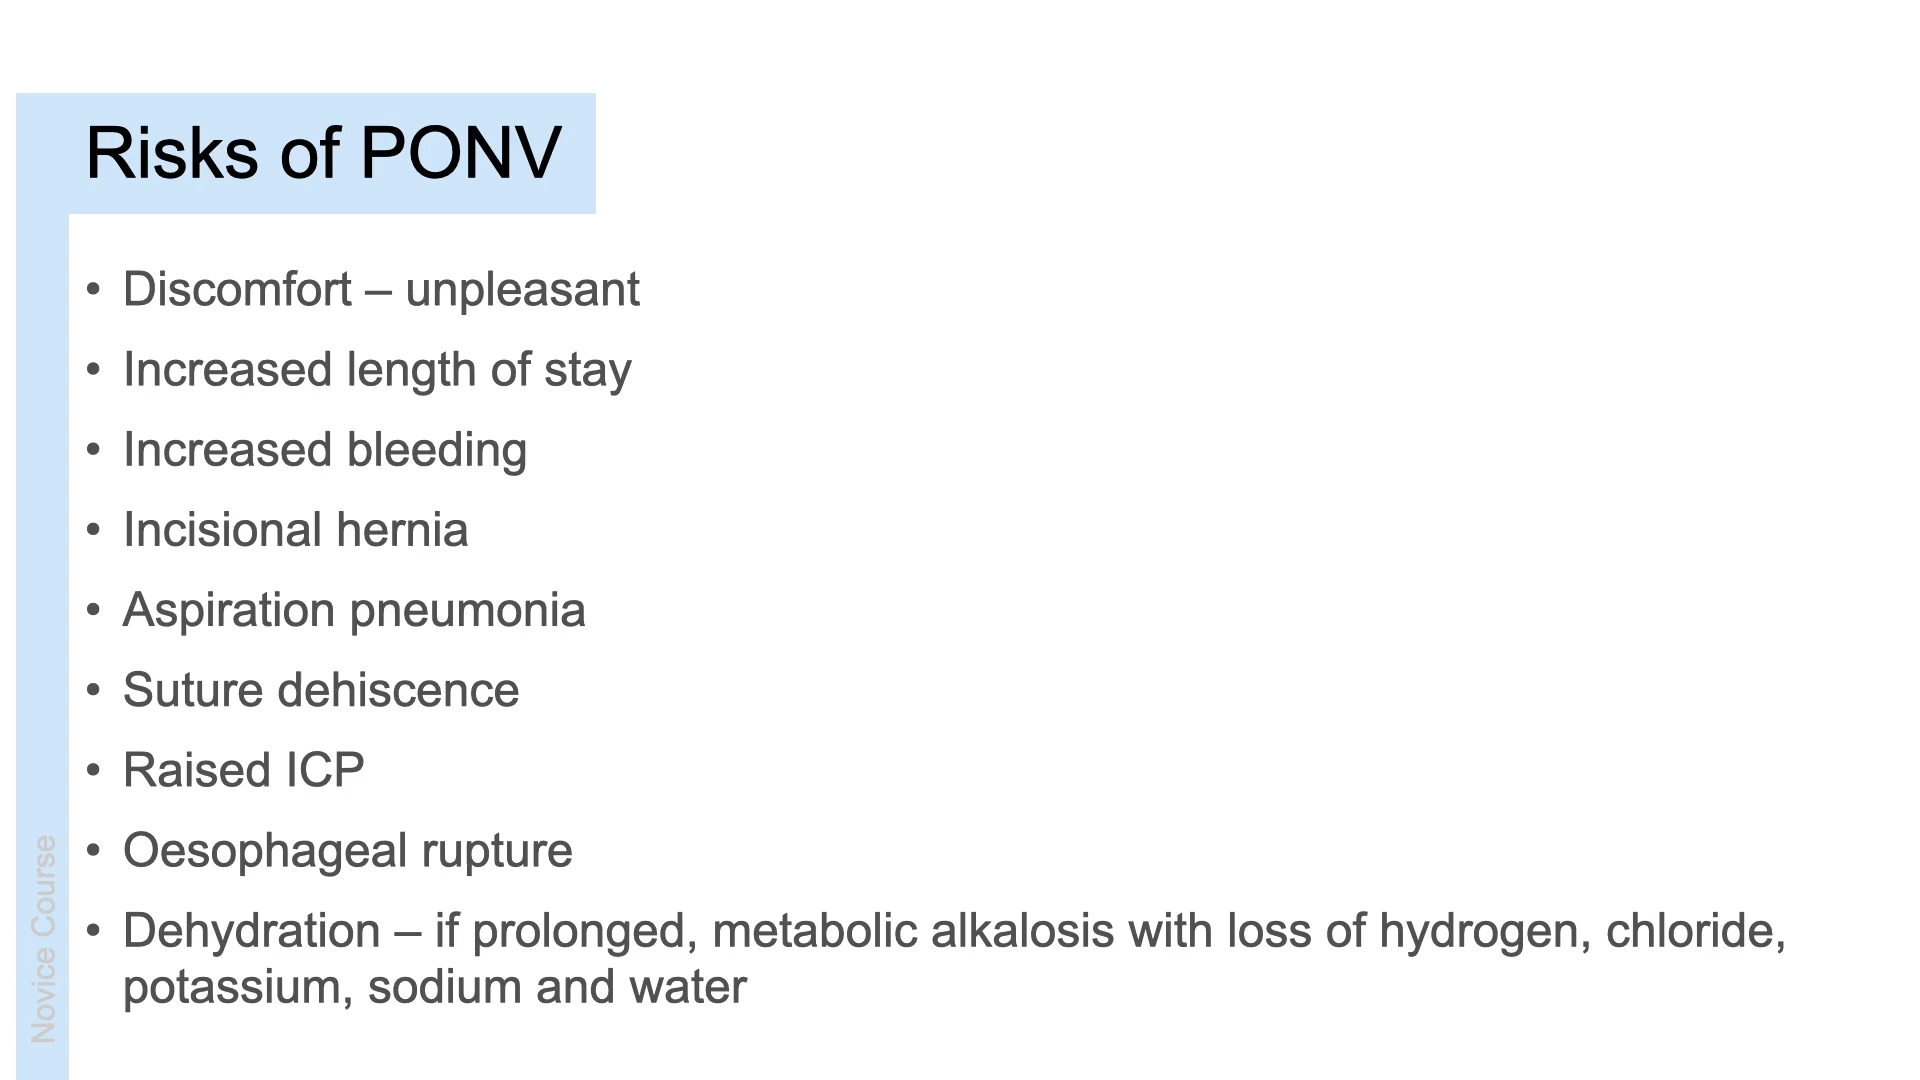 Risks of PONV
• Discomfort – unpleasant
• Increased length of stay
• Increased bleeding
• Incisional hernia
• Aspiration pneumonia
• Suture dehiscence
• Raised ICP
• Oesophageal rupture
• Dehydration – if prolonged, metabolic alkalosis with loss of hydrogen, chloride,
potassium, sodium and water
Novice Course